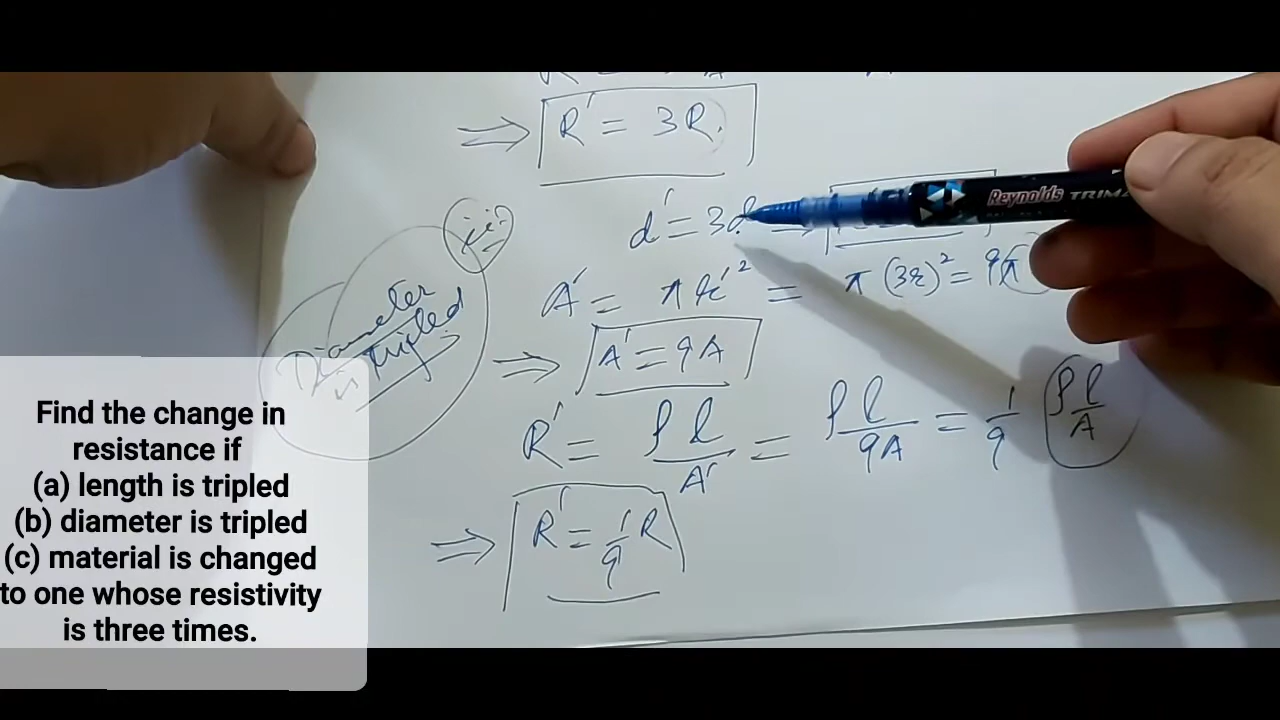 ⇒ R' = 3R.
d' = 3d ⇒
ii?
A' = πr'² = π(3r)² = 9π
Diameter
is tripled
⇒ A' = 9A
R' = ρl/A' = ρl/9A = 1/9 ρl/A
⇒ R' = 1/9 R
Reynolds TRIM
Find the change in
resistance if
(a) length is tripled
(b) diameter is tripled
(c) material is changed
to one whose resistivity
is three times.